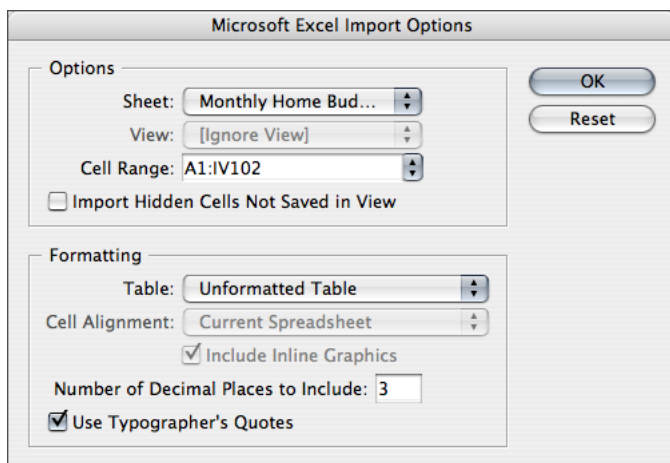 Microsoft Excel Import Options
Options
Sheet: Monthly Home Bud...
View: [Ignore View]
Cell Range: A1:IV102
Import Hidden Cells Not Saved in View
OK
Reset
Formatting
Table: Unformatted Table
Cell Alignment: Current Spreadsheet
Include Inline Graphics
Number of Decimal Places to Include: 3
Use Typographer's Quotes